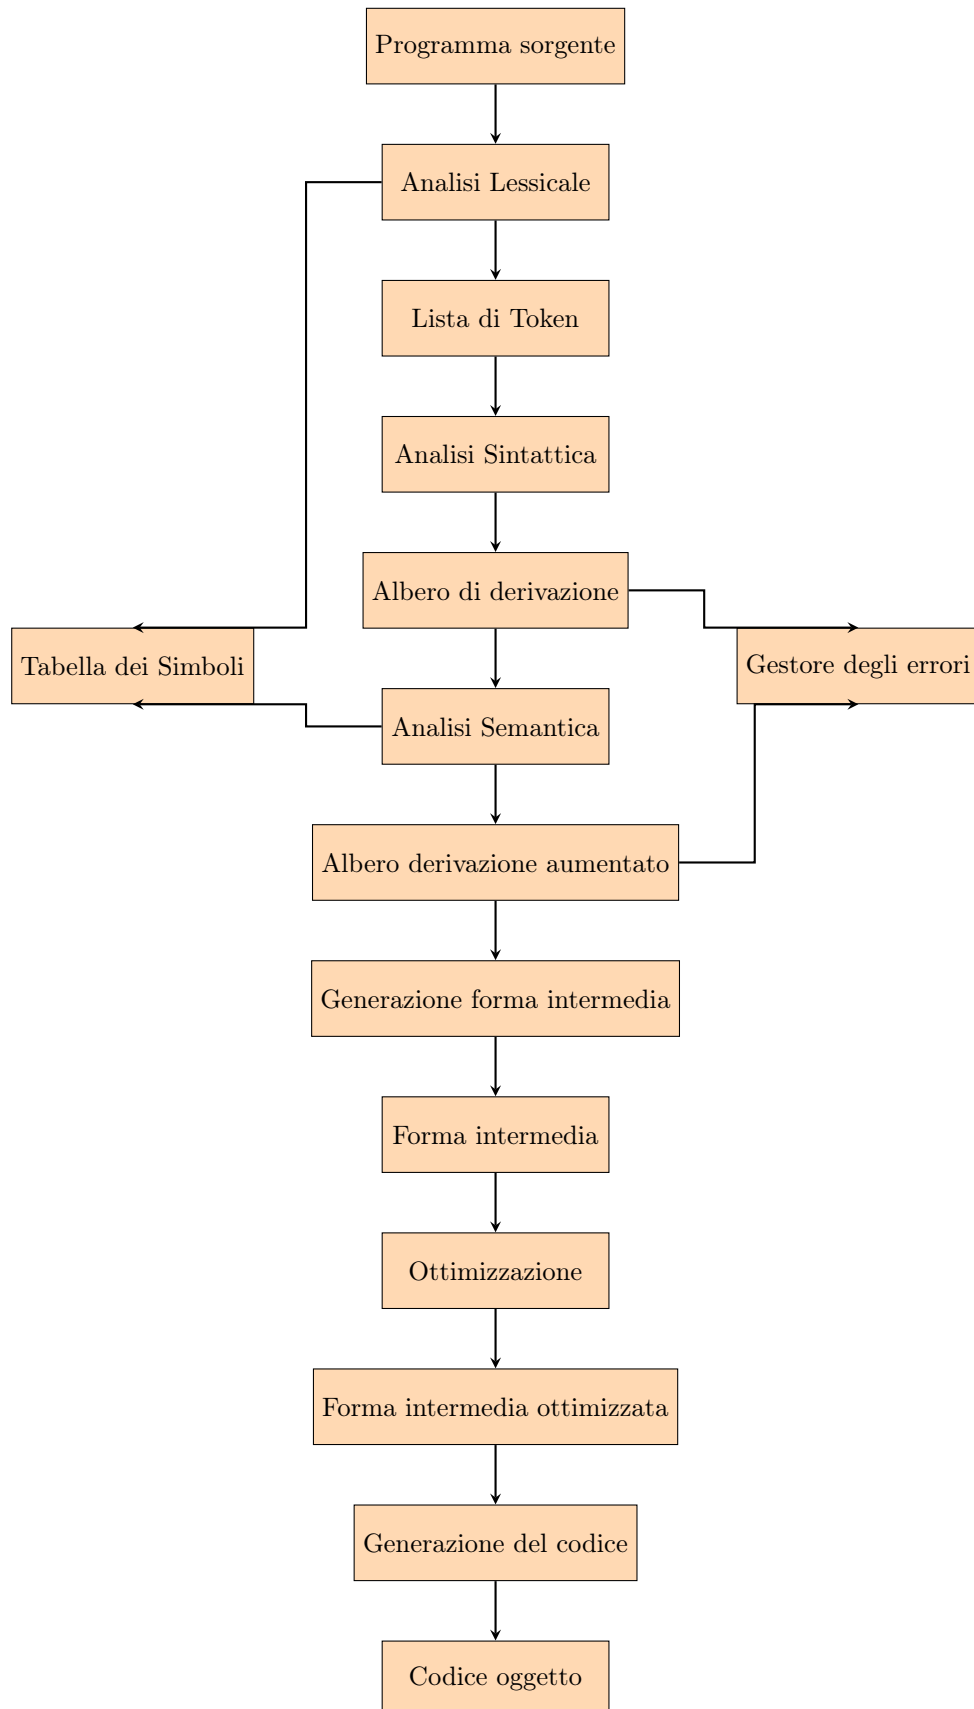 Programma sorgente
Analisi Lessicale
Lista di Token
Analisi Sintattica
Albero di derivazione
Tabella dei Simboli
Gestore degli errori
Analisi Semantica
Albero derivazione aumentato
Generazione forma intermedia
Forma intermedia
Ottimizzazione
Forma intermedia ottimizzata
Generazione del codice
Codice oggetto